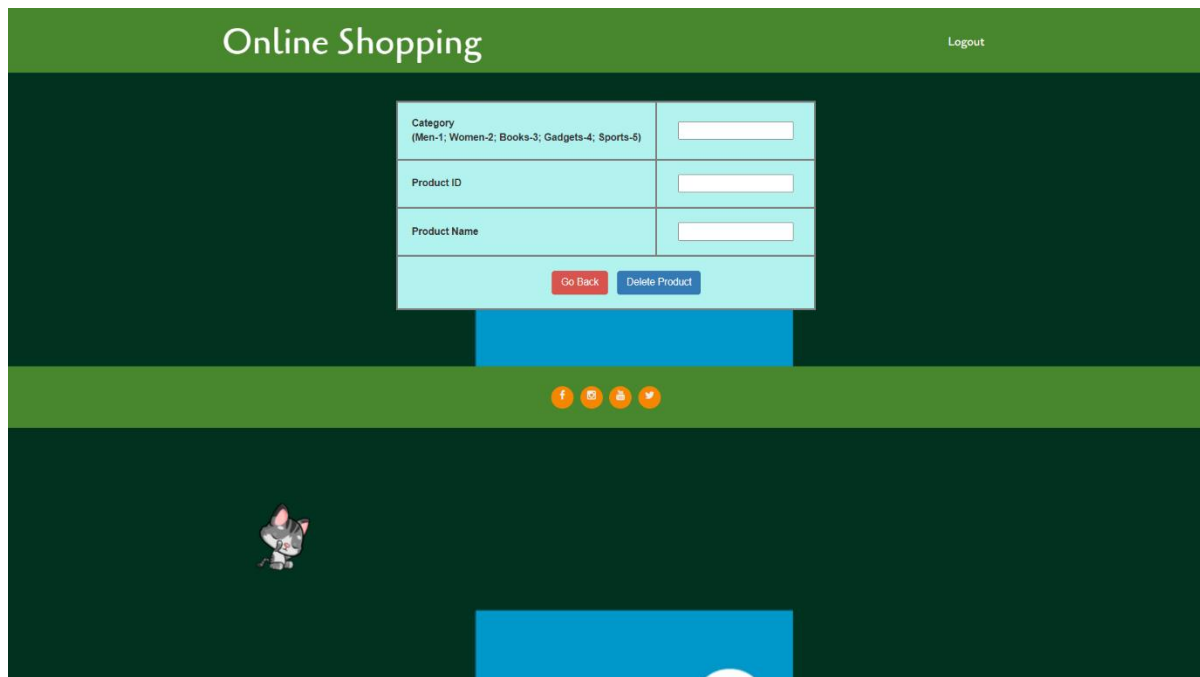 Online Shopping
Logout
Category
(Men-1; Women-2; Books-3; Gadgets-4; Sports-5)
Product ID
Product Name
Go Back
Delete Product